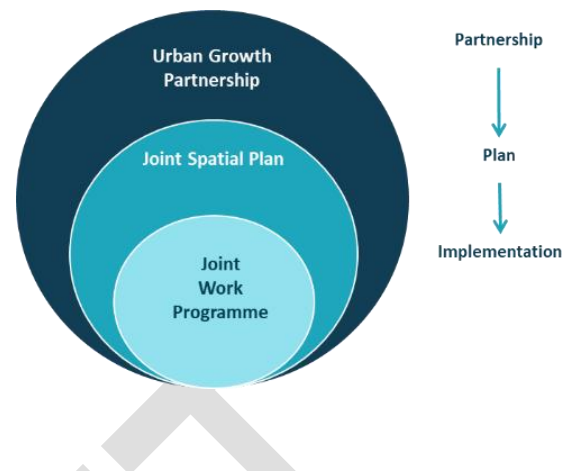 Urban Growth
Partnership
Joint Spatial Plan
Joint
Work
Programme
Partnership
Plan
Implementation